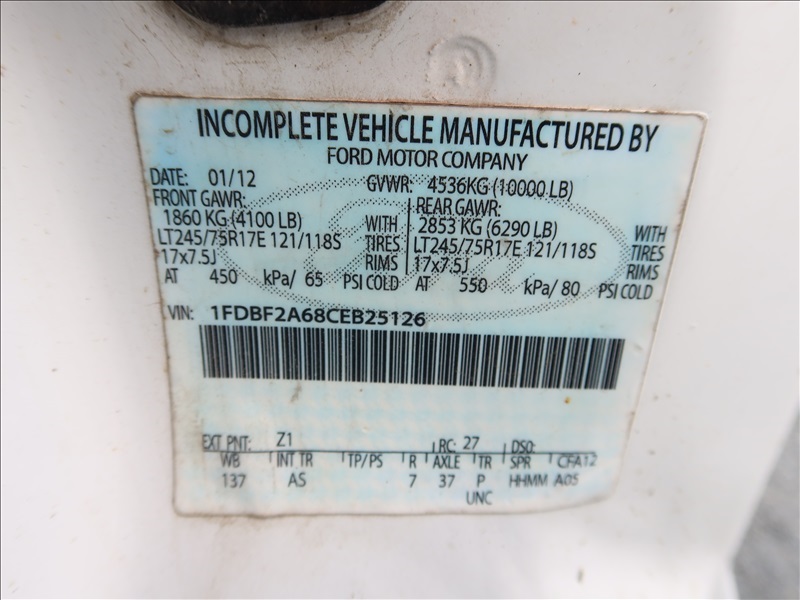 INCOMPLETE VEHICLE MANUFACTURED BY
FORD MOTOR COMPANY
DATE: 01/12 GVWR: 4536KG (10000 LB)
FRONT GAWR: REAR GAWR:
1860 KG (4100 LB) WITH 2853 KG (6290 LB) WITH
LT245/75R17E 121/118S TIRES LT245/75R17E 121/118S TIRES
17x7.5J RIMS 17x7.5J RIMS
AT 450 kPa/ 65 PSI COLD AT 550 kPa/ 80 PSI COLD
VIN: 1FDBF2A68CEB25126
EXT PNT: Z1 RC: 27 DSO:
WB INT TR TP/PS R AXLE TR SPR CFA12
137 AS 7 37 P HHMM A05
UNC